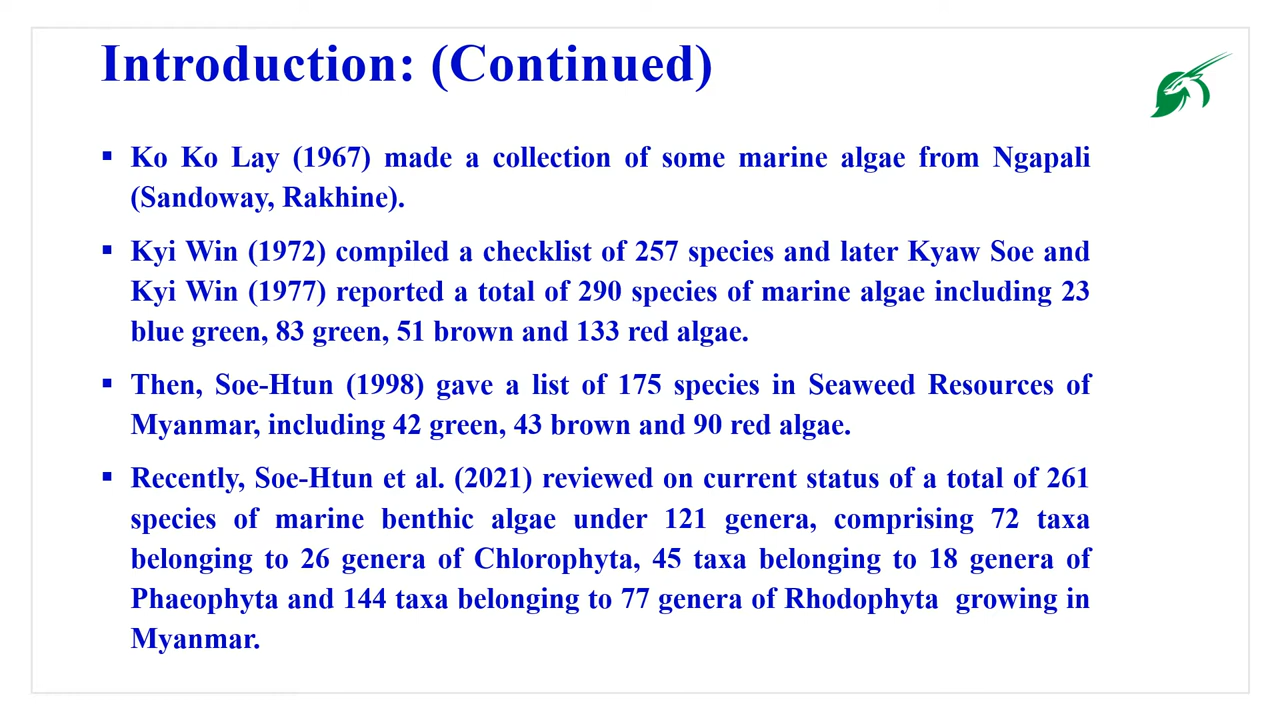 Introduction: (Continued)
▪ Ko Ko Lay (1967) made a collection of some marine algae from Ngapali
(Sandoway, Rakhine).
▪ Kyi Win (1972) compiled a checklist of 257 species and later Kyaw Soe and
Kyi Win (1977) reported a total of 290 species of marine algae including 23
blue green, 83 green, 51 brown and 133 red algae.
▪ Then, Soe-Htun (1998) gave a list of 175 species in Seaweed Resources of
Myanmar, including 42 green, 43 brown and 90 red algae.
▪ Recently, Soe-Htun et al. (2021) reviewed on current status of a total of 261
species of marine benthic algae under 121 genera, comprising 72 taxa
belonging to 26 genera of Chlorophyta, 45 taxa belonging to 18 genera of
Phaeophyta and 144 taxa belonging to 77 genera of Rhodophyta growing in
Myanmar.